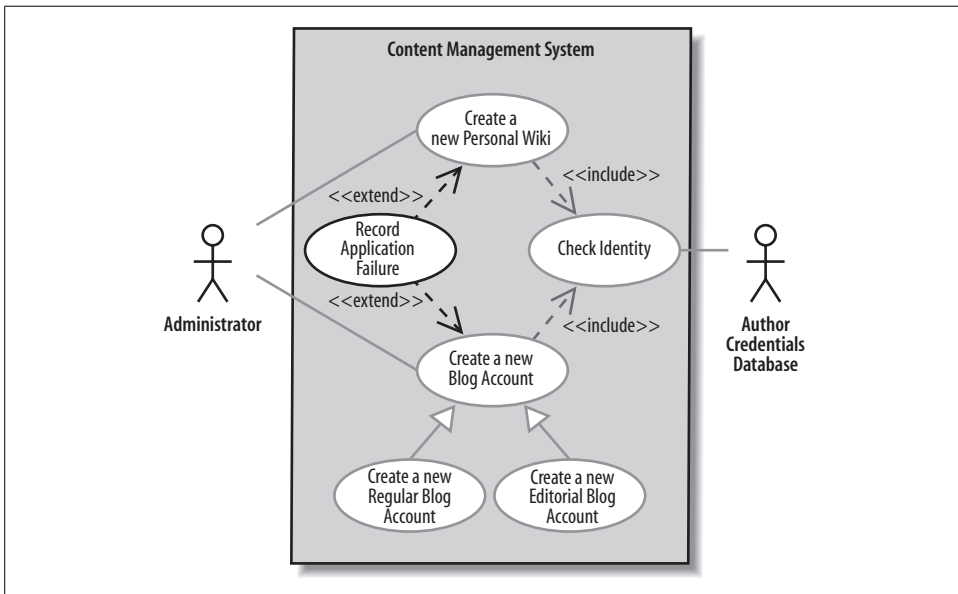 Content Management System
Create a
new Personal Wiki
<<include>>
<<extend>>
Record
Application
Failure
Check Identity
<<extend>>
<<include>>
Administrator
Author
Credentials
Database
Create a new
Blog Account
Create a new
Regular Blog
Account
Create a new
Editorial Blog
Account